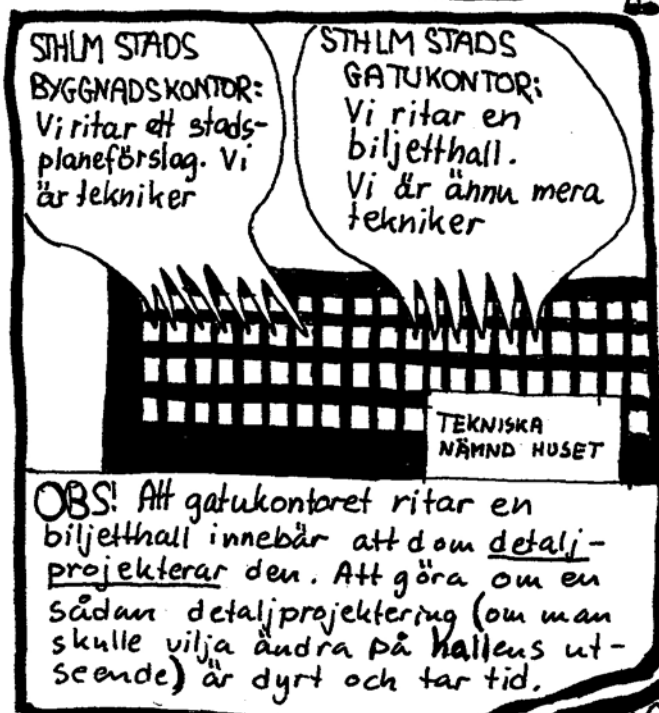 STHLM STADS
BYGGNADSKONTOR:
Vi ritar ett stads-
planeförslag. Vi
är tekniker
STHLM STADS
GATUKONTOR:
Vi ritar en
biljetthall.
Vi är ännu mera
tekniker
TEKNISKA
NÄMND HUSET
OBS! Att gatukontoret ritar en
biljetthall innebär att dom detalj-
projekterar den. Att göra om en
sådan detaljprojektering (om man
skulle vilja ändra på hallens ut-
seende) är dyrt och tar tid.